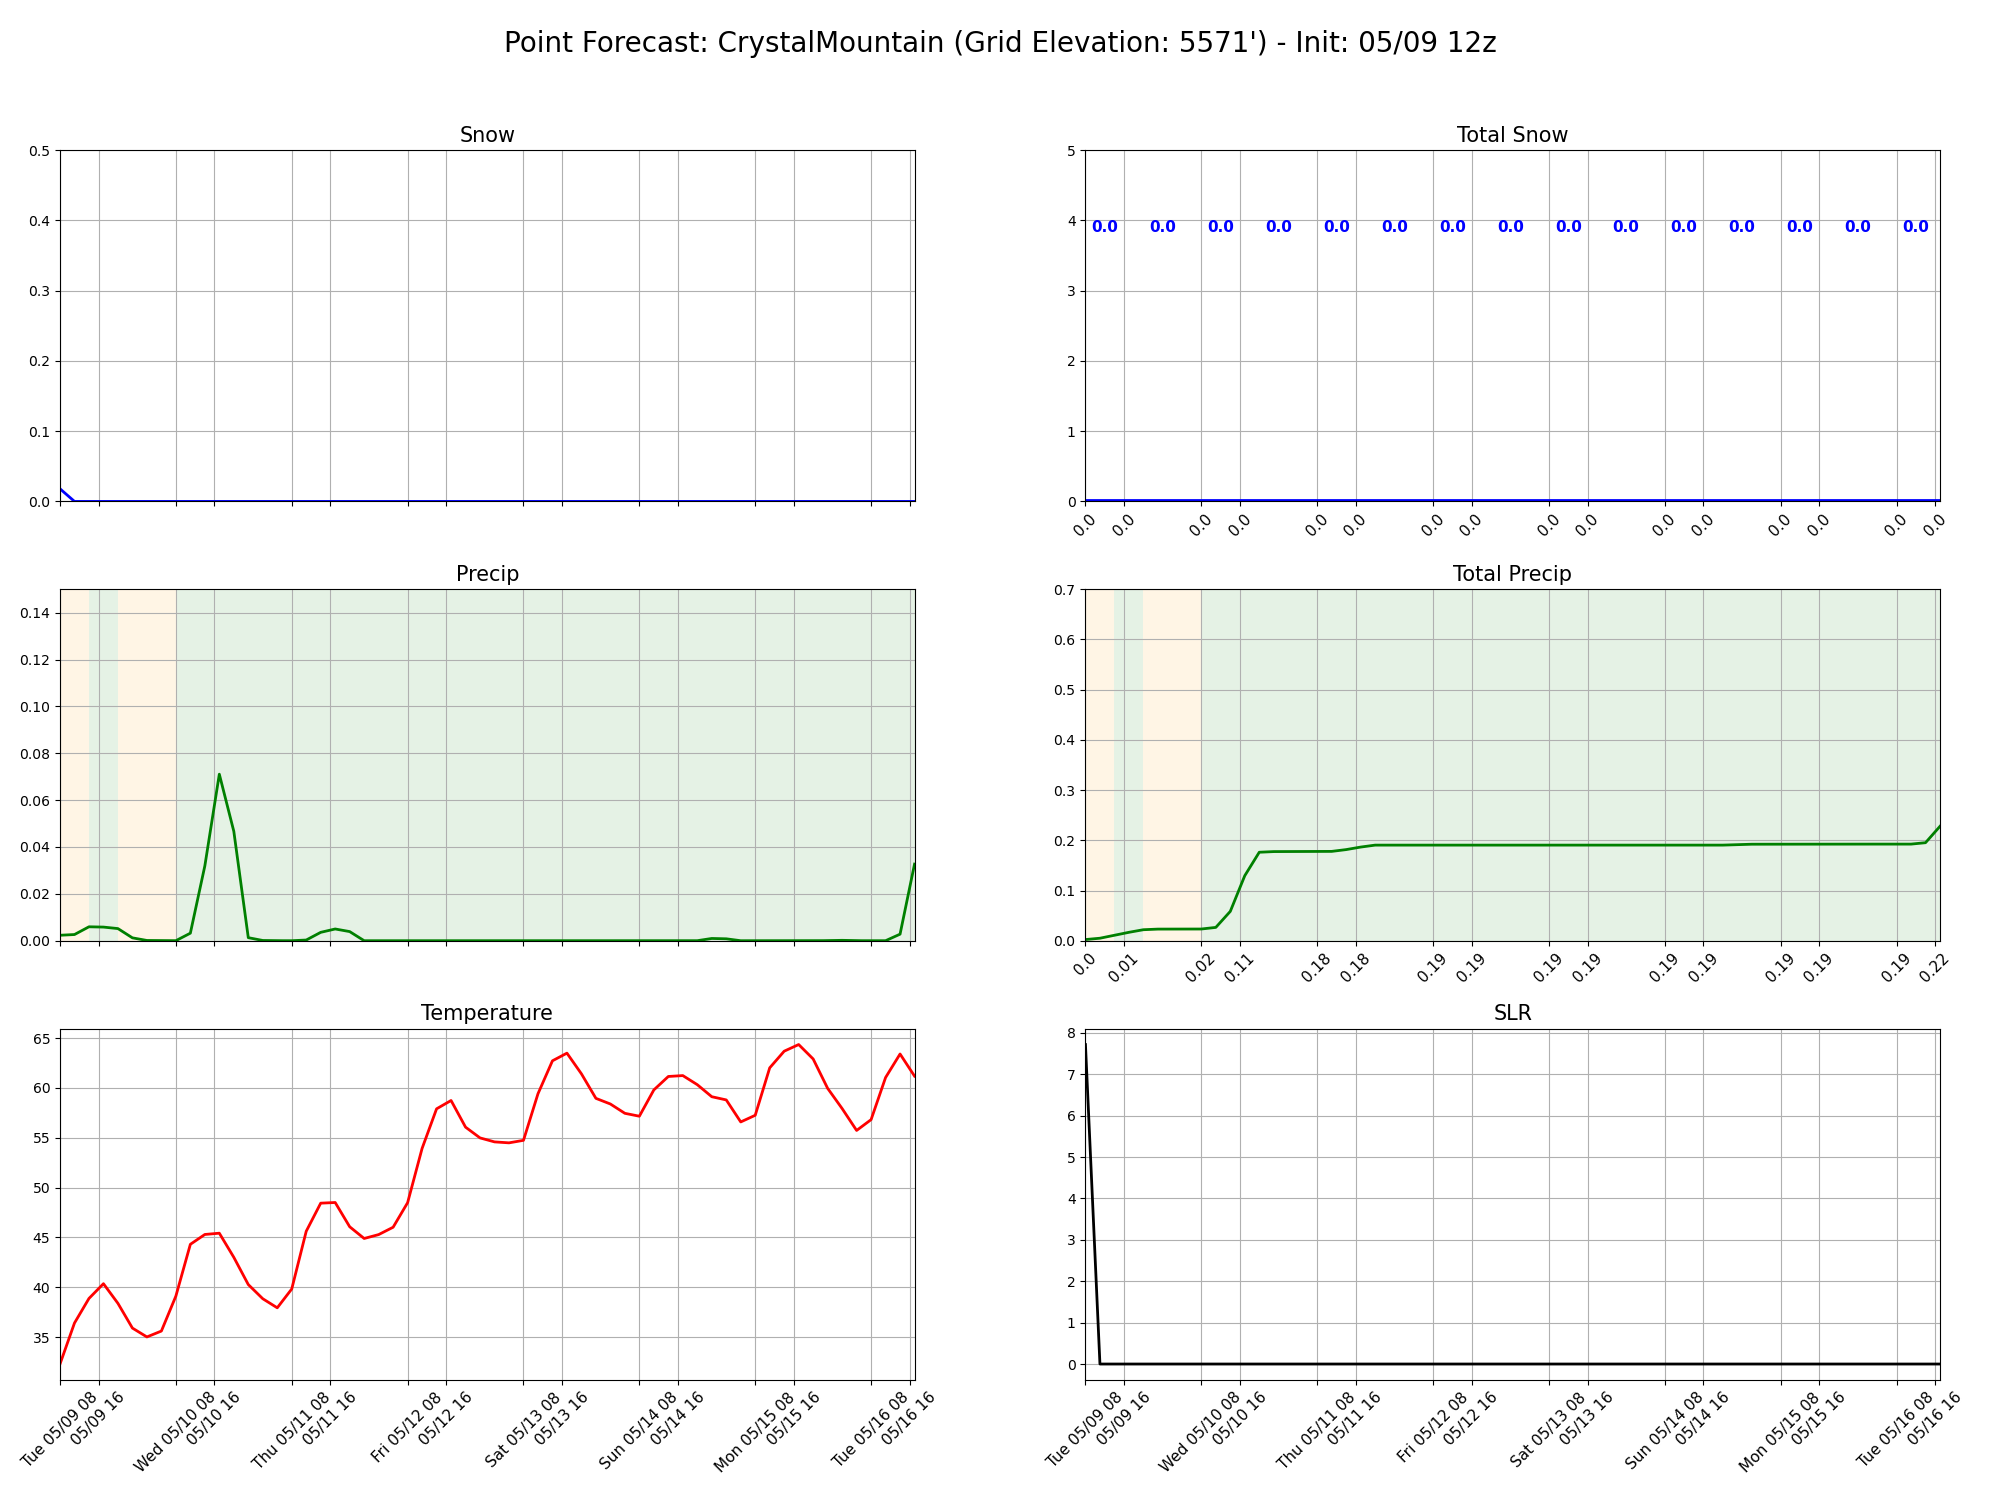 Point Forecast: CrystalMountain (Grid Elevation: 5571') - Init: 05/09 12z
Snow
0.5
0.4
0.3
0.2
0.1
0.0
Total Snow
5
4
3
2
1
0
0.0 0.0 0.0 0.0 0.0 0.0 0.0 0.0 0.0 0.0 0.0 0.0 0.0 0.0 0.0
0.0 0.0 0.0 0.0 0.0 0.0 0.0 0.0 0.0 0.0 0.0 0.0 0.0 0.0 0.0 0.0
Precip
0.14
0.12
0.10
0.08
0.06
0.04
0.02
0.00
Total Precip
0.7
0.6
0.5
0.4
0.3
0.2
0.1
0.0
0.0 0.01 0.02 0.11 0.18 0.18 0.19 0.19 0.19 0.19 0.19 0.19 0.19 0.19 0.19 0.22
Temperature
65
60
55
50
45
40
35
Tue 05/09 08
05/09 16
Wed 05/10 08
05/10 16
Thu 05/11 08
05/11 16
Fri 05/12 08
05/12 16
Sat 05/13 08
05/13 16
Sun 05/14 08
05/14 16
Mon 05/15 08
05/15 16
Tue 05/16 08
05/16 16
SLR
8
7
6
5
4
3
2
1
0
Tue 05/09 08
05/09 16
Wed 05/10 08
05/10 16
Thu 05/11 08
05/11 16
Fri 05/12 08
05/12 16
Sat 05/13 08
05/13 16
Sun 05/14 08
05/14 16
Mon 05/15 08
05/15 16
Tue 05/16 08
05/16 16